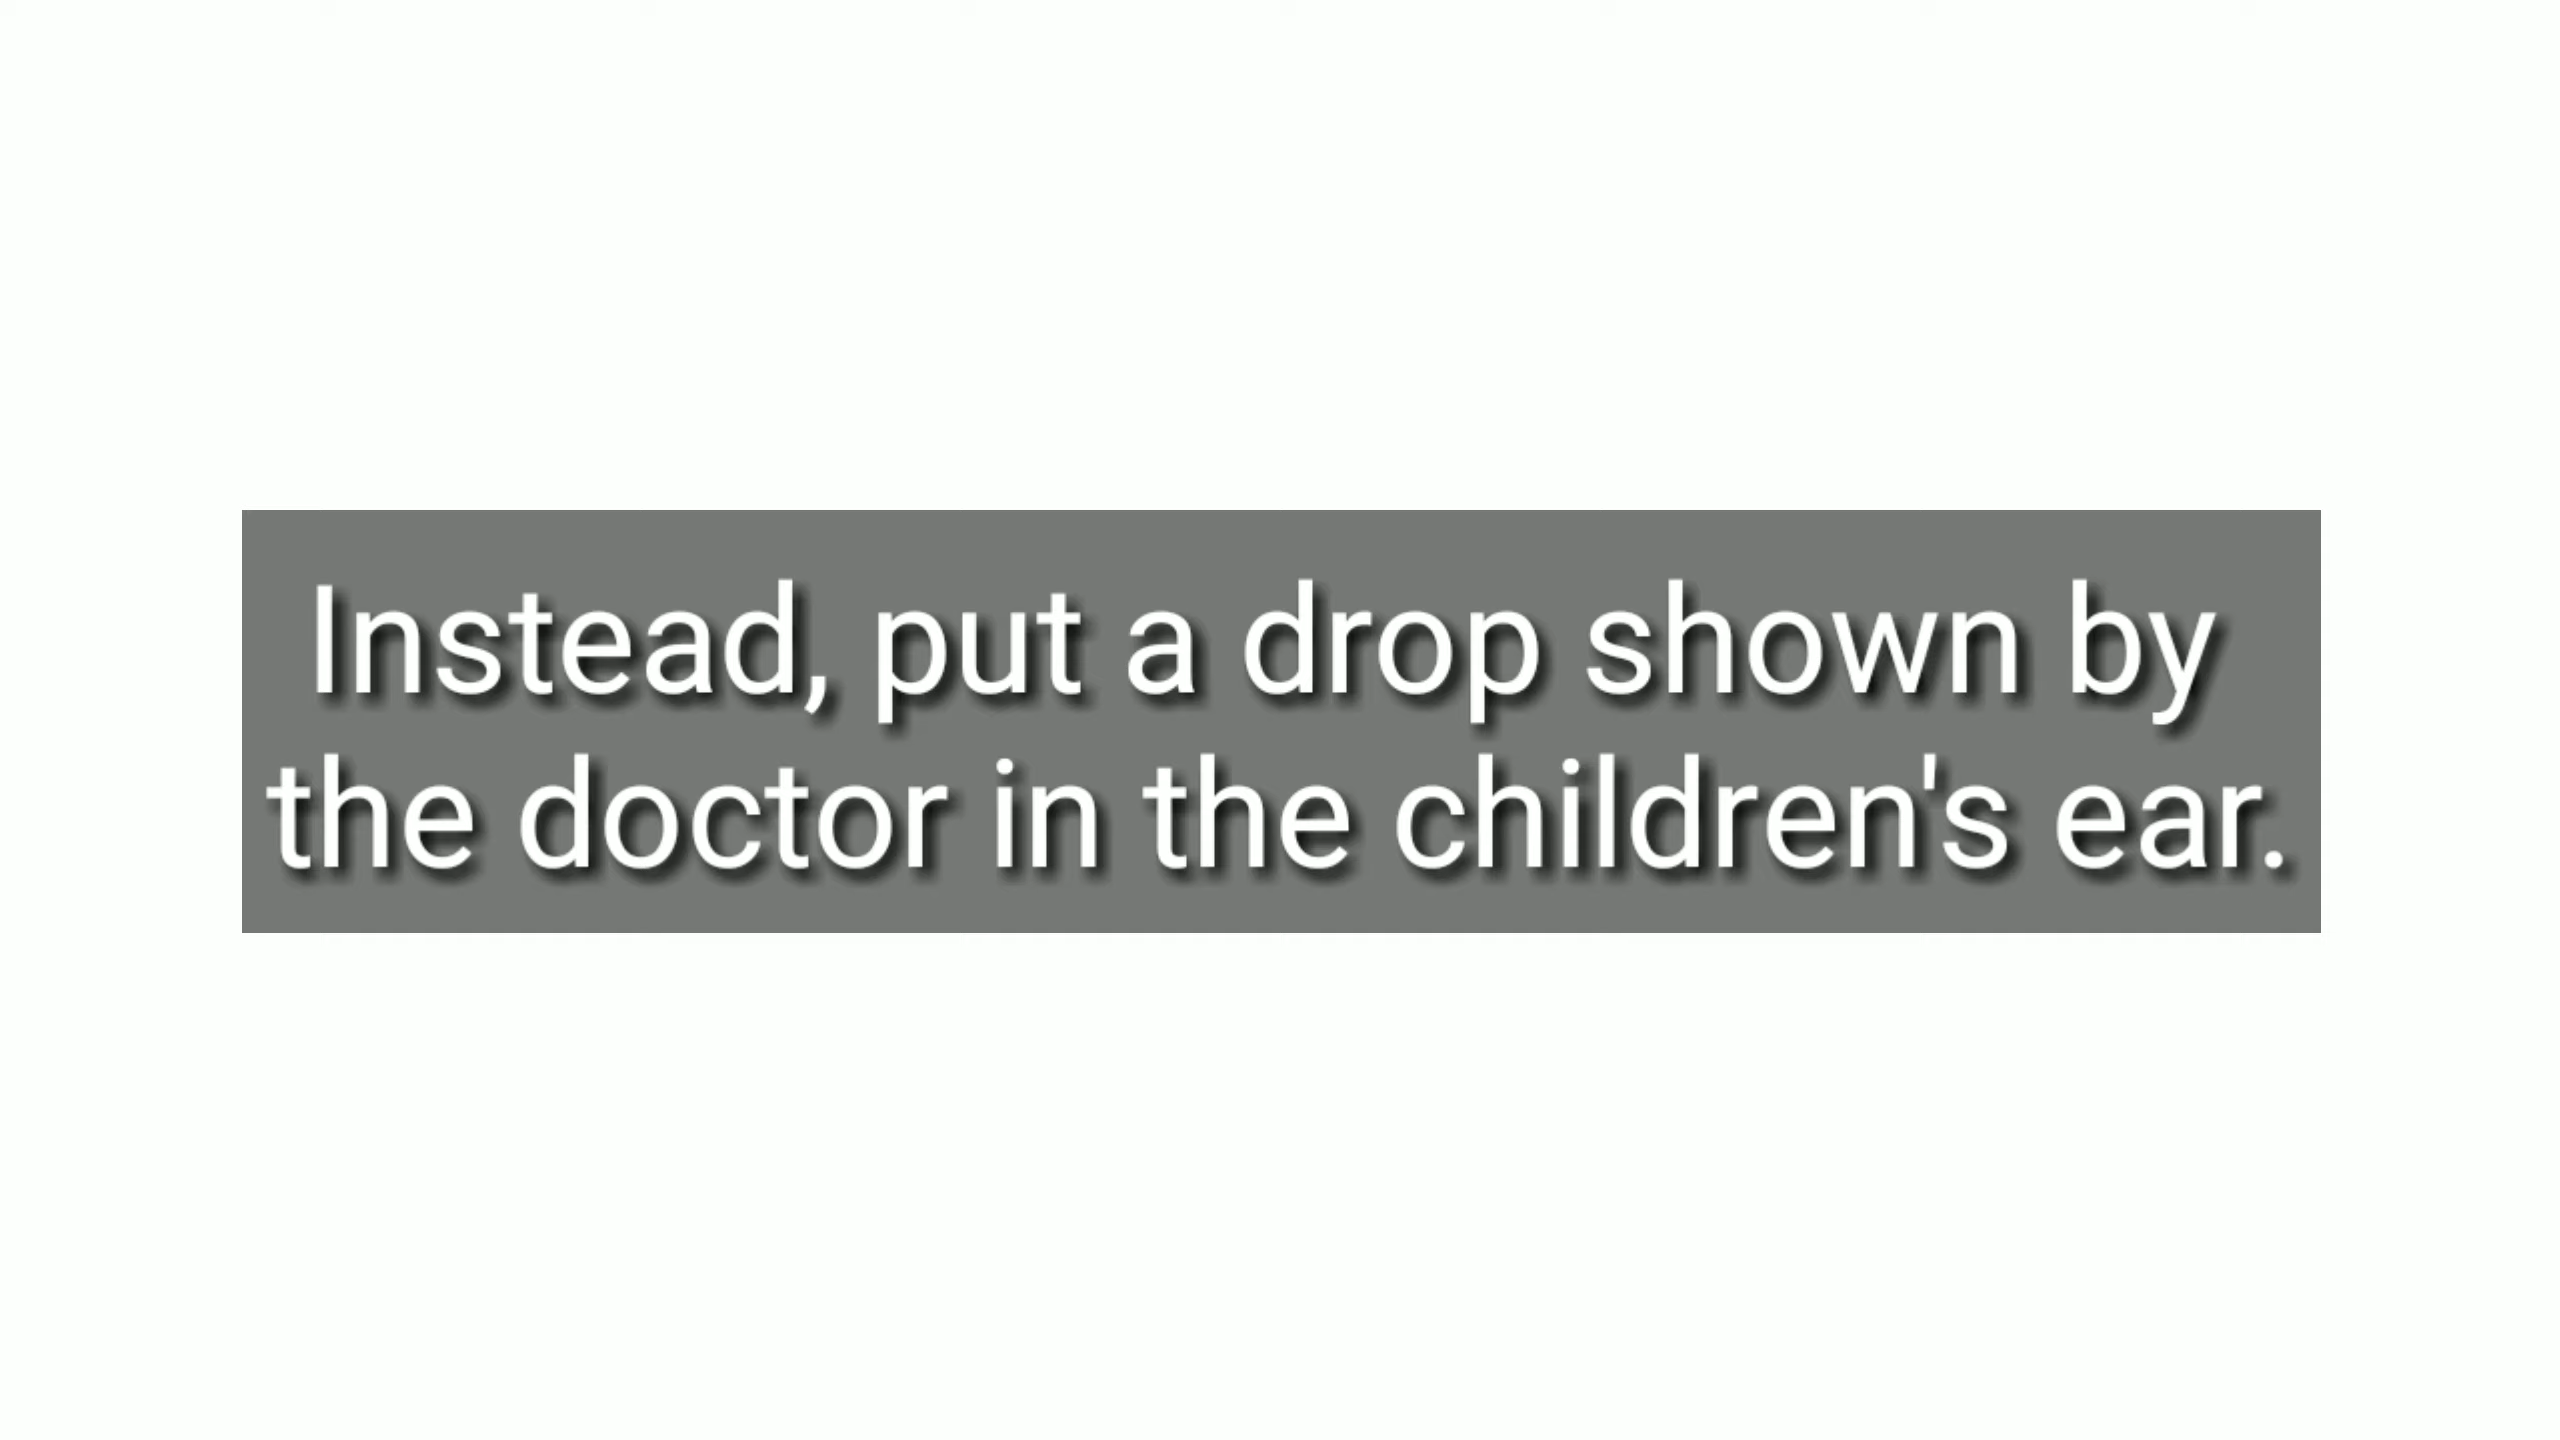 Instead, put a drop shown by
the doctor in the children's ear.